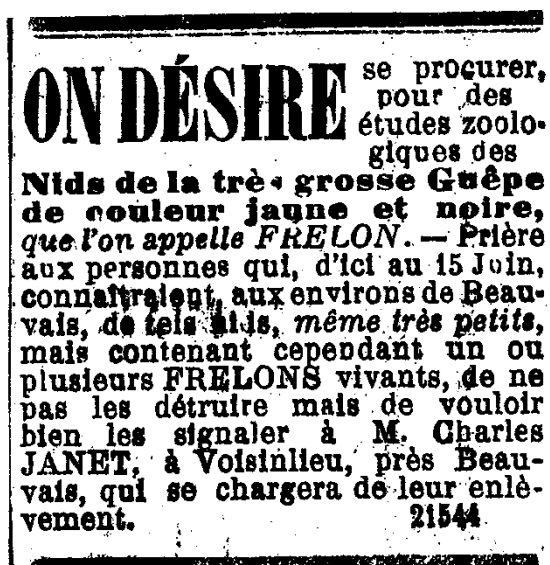 ON DÉSIRE se procurer,
pour des
études zoolo-
giques des
Nids de la très grosse Guêpe
de couleur jaune et noire,
que l'on appelle FRELON. — Prière
aux personnes qui, d'ici au 15 Juin,
connaîtraient, aux environs de Beau-
vais, de tels nids, même très petits,
mais contenant cependant un ou
plusieurs FRELONS vivants, de ne
pas les détruire mais de vouloir
bien les signaler à M. Charles
JANET, à Voisinlieu, près Beau-
vais, qui se chargera de leur enlè-
vement. 21544